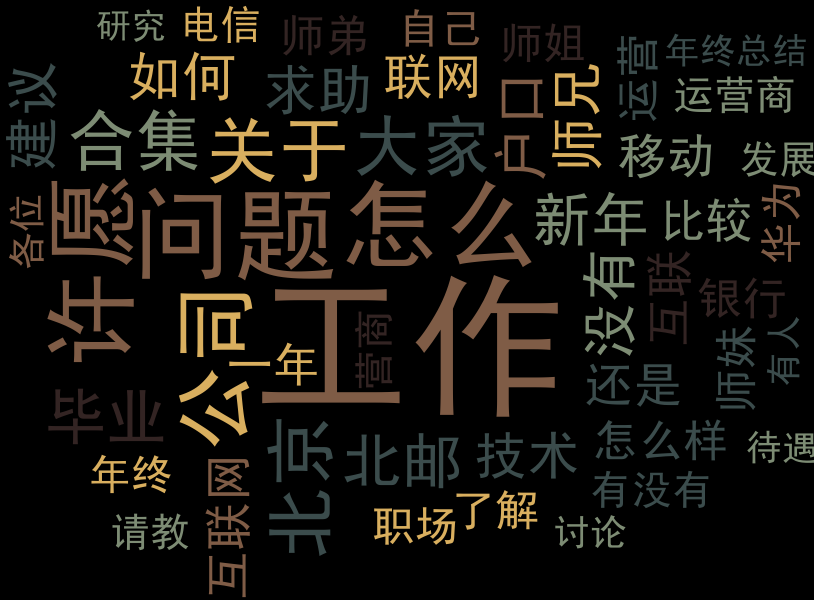 研究
电信
师弟
自己
师姐
运营
年终总结
如何
求助
联网
户口
师兄
运营商
建议
合集
关于
大家
移动
发展
各位
许愿
问题
怎么
新年
比较
华为
公司
工作
没有
互联
银行
一年
营商
师妹
有人
还是
毕业
北京
北邮
技术
怎么样
待遇
年终
互联网
有没有
请教
职场
了解
讨论